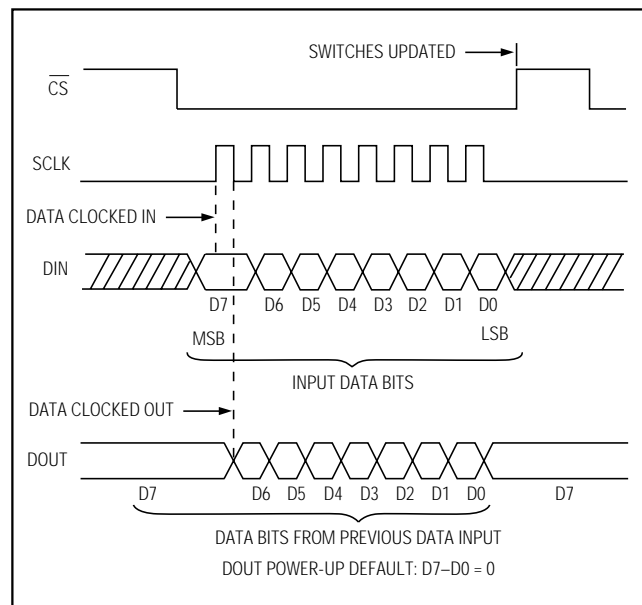 SWITCHES UPDATED
CS
SCLK
DATA CLOCKED IN
DIN
D7 D6 D5 D4 D3 D2 D1 D0
MSB LSB
INPUT DATA BITS
DATA CLOCKED OUT
DOUT
D7 D6 D5 D4 D3 D2 D1 D0 D7
DATA BITS FROM PREVIOUS DATA INPUT
DOUT POWER-UP DEFAULT: D7–D0 = 0